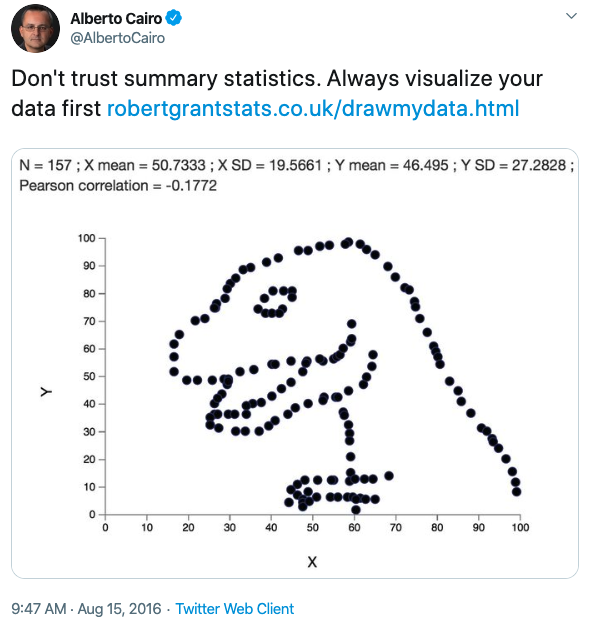 Alberto Cairo
@AlbertoCairo
Don't trust summary statistics. Always visualize your
data first robertgrantstats.co.uk/drawmydata.html
N = 157 ; X mean = 50.7333 ; X SD = 19.5661 ; Y mean = 46.495 ; Y SD = 27.2828 ;
Pearson correlation = -0.1772
100
90
80
70
60
50
40
30
20
10
0
Y
0 10 20 30 40 50 60 70 80 90 100
X
9:47 AM · Aug 15, 2016 · Twitter Web Client